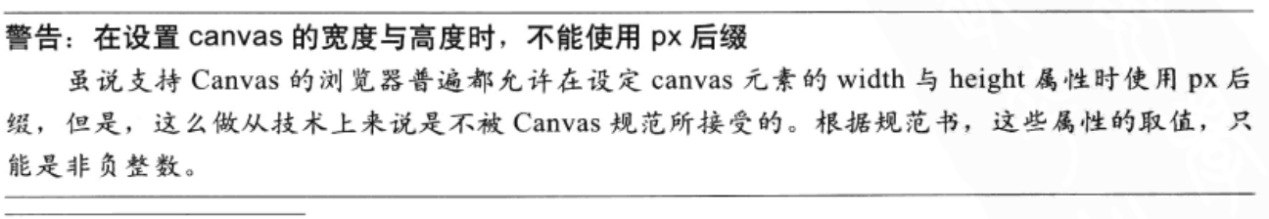 警告：在设置 canvas 的宽度与高度时，不能使用 px 后缀
虽说支持 Canvas 的浏览器普遍都允许在设定 canvas 元素的 width 与 height 属性时使用 px 后
缀，但是，这么做从技术上来说是不被 Canvas 规范所接受的。根据规范书，这些属性的取值，只
能是非负整数。